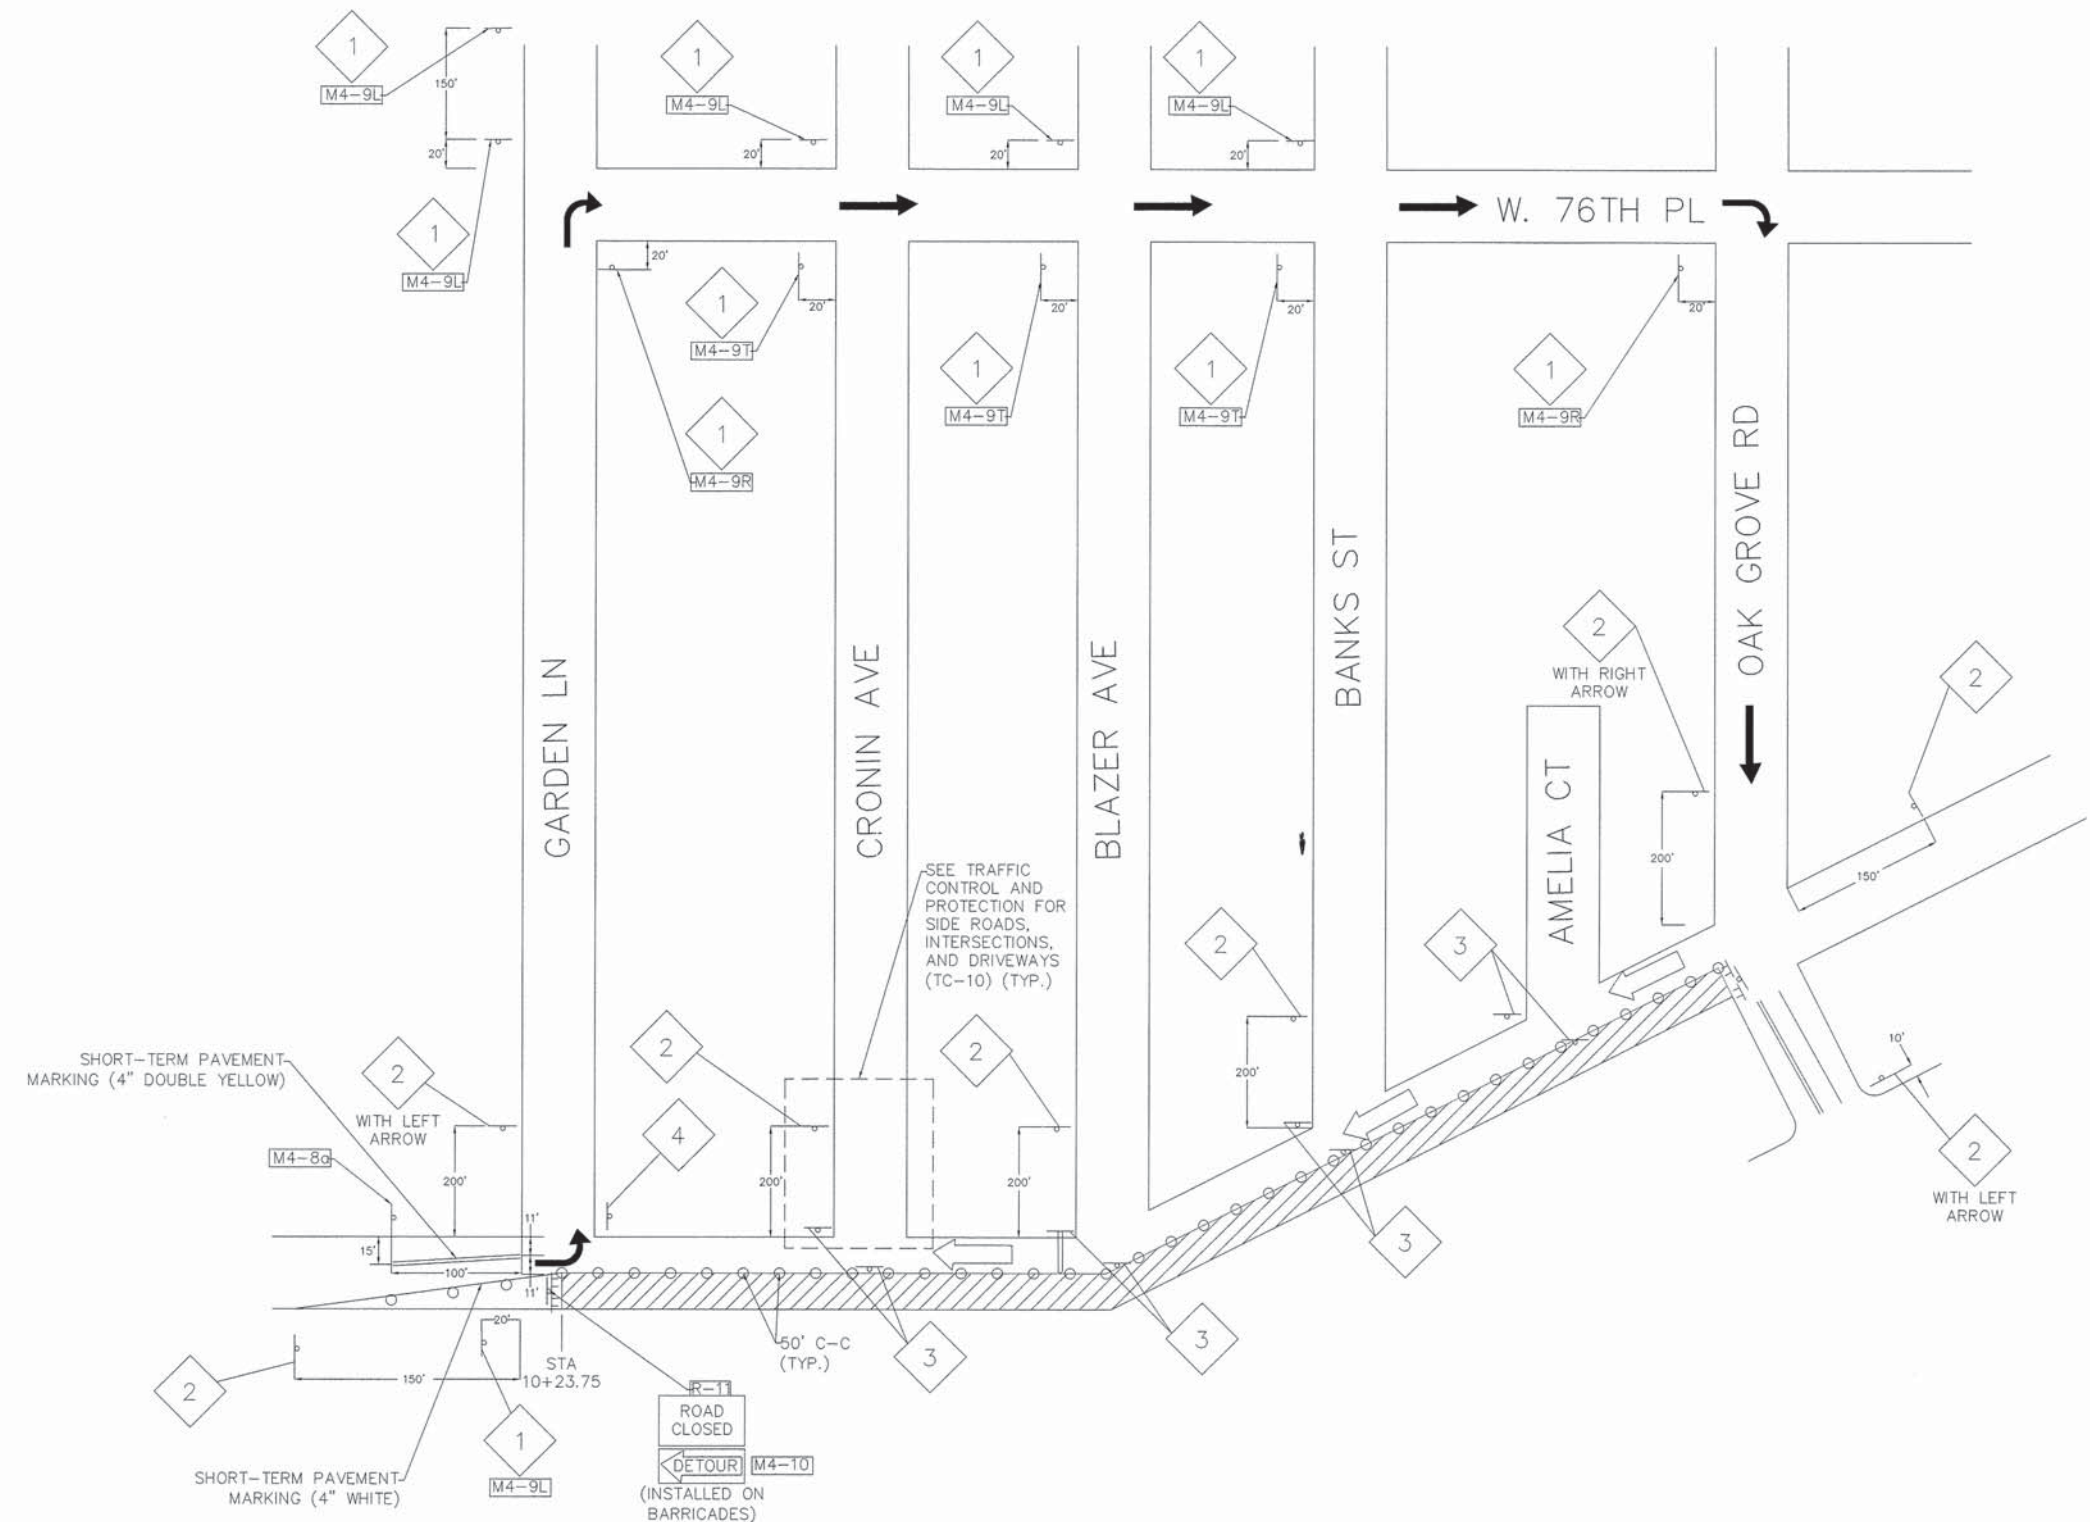 1
M4-9L
150'
20'
1
M4-9L
1
M4-9L
20'
1
M4-9L
20'
1
M4-9L
20'
W. 76TH PL
20'
1
M4-9T
20'
1
M4-9R
1
M4-9T
20'
1
M4-9T
20'
1
M4-9R
20'
GARDEN LN
CRONIN AVE
BLAZER AVE
BANKS ST
AMELIA CT
OAK GROVE RD
2
WITH RIGHT
ARROW
200'
2
150'
SEE TRAFFIC
CONTROL AND
PROTECTION FOR
SIDE ROADS,
INTERSECTIONS,
AND DRIVEWAYS
(TC-10) (TYP.)
2
200'
3
3
10'
2
WITH LEFT
ARROW
SHORT-TERM PAVEMENT
MARKING (4" DOUBLE YELLOW)
2
WITH LEFT
ARROW
200'
M4-8a
15'
100'
11'
11'
2
4
200'
2
200'
3
3
50' C-C
(TYP.)
20'
150'
2
STA
10+23.75
1
M4-9L
SHORT-TERM PAVEMENT
MARKING (4" WHITE)
R-11
ROAD
CLOSED
DETOUR
M4-10
(INSTALLED ON
BARRICADES)